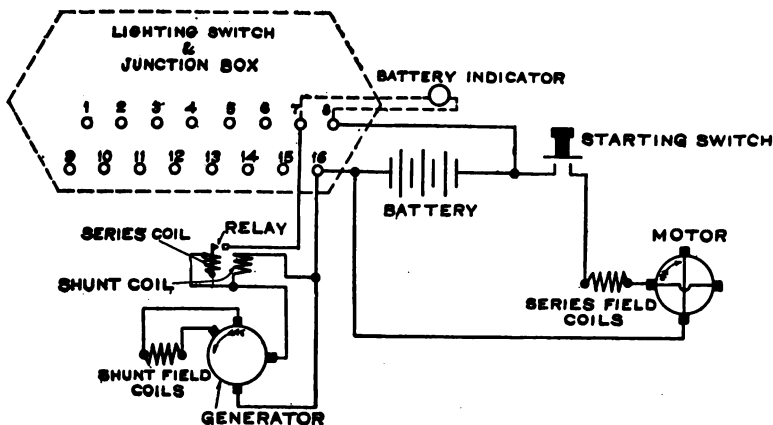 LIGHTING SWITCH
&
JUNCTION BOX
BATTERY INDICATOR
1 2 3 4 5 6 7 8
STARTING SWITCH
9 10 11 12 13 14 15 16
BATTERY
RELAY
SERIES COIL
MOTOR
SHUNT COIL
SERIES FIELD
COILS
SHUNT FIELD
COILS
GENERATOR